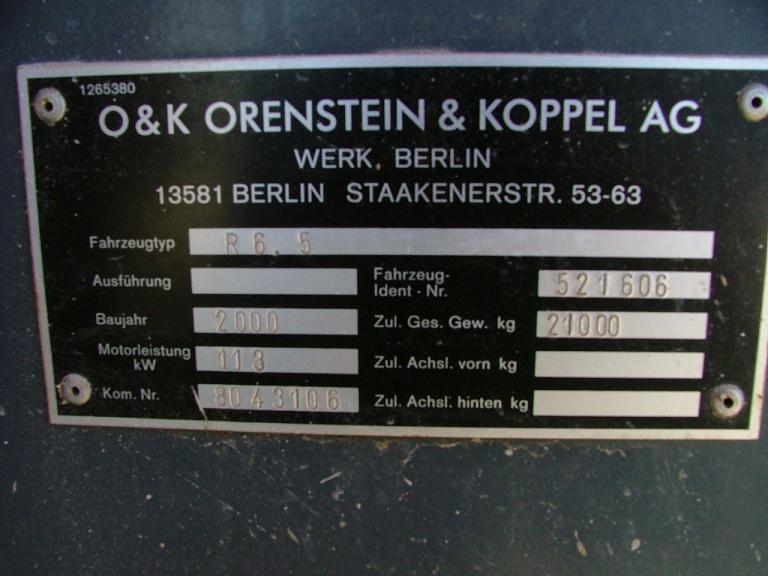 1265380
O&K ORENSTEIN & KOPPEL AG
WERK. BERLIN
13581 BERLIN STAAKENERSTR. 53-63
Fahrzeugtyp R 6.5
Ausführung
Fahrzeug-
Ident - Nr. 521606
Baujahr 2000 Zul. Ges. Gew. kg 21000
Motorleistung
kW 113 Zul. Achsl. vorn kg
Kom. Nr. 8043106 Zul. Achsl. hinten kg